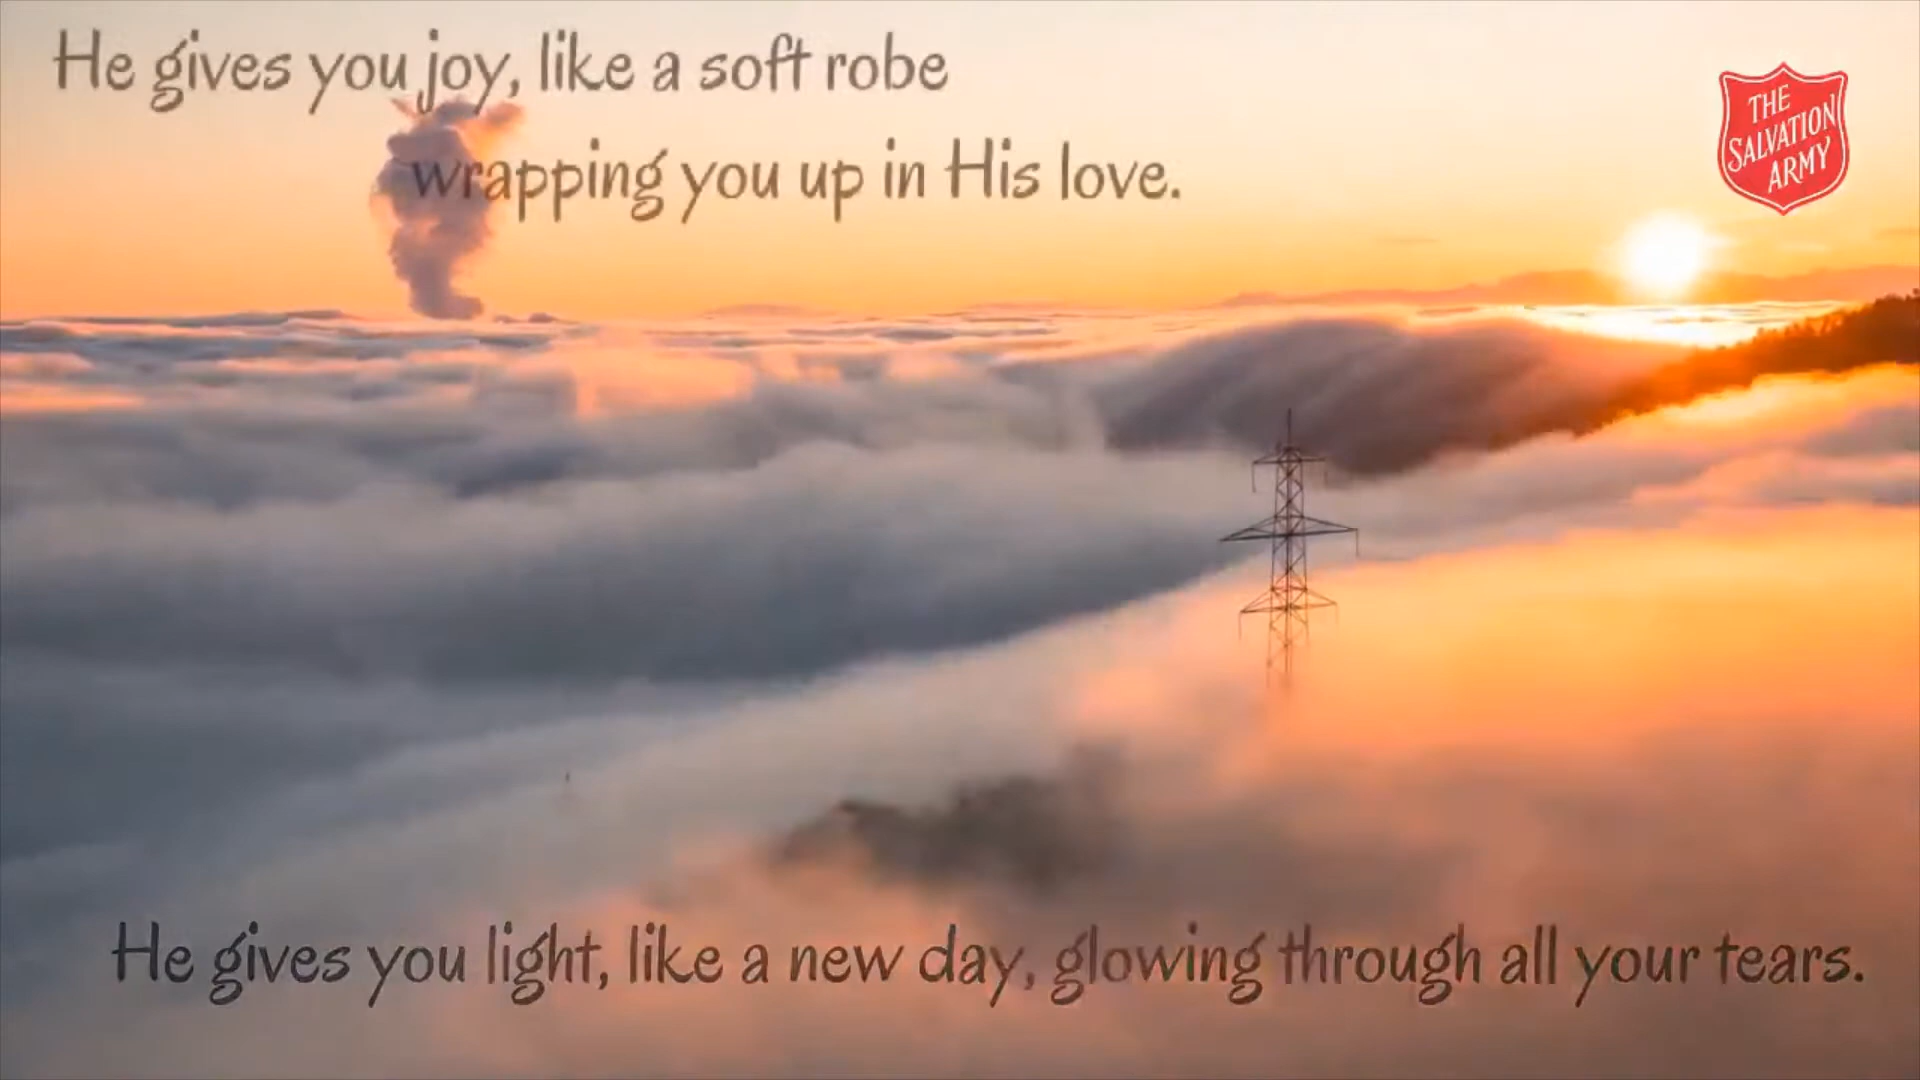 He gives you joy, like a soft robe
wrapping you up in His love.
THE
SALVATION
ARMY
He gives you light, like a new day, glowing through all your tears.